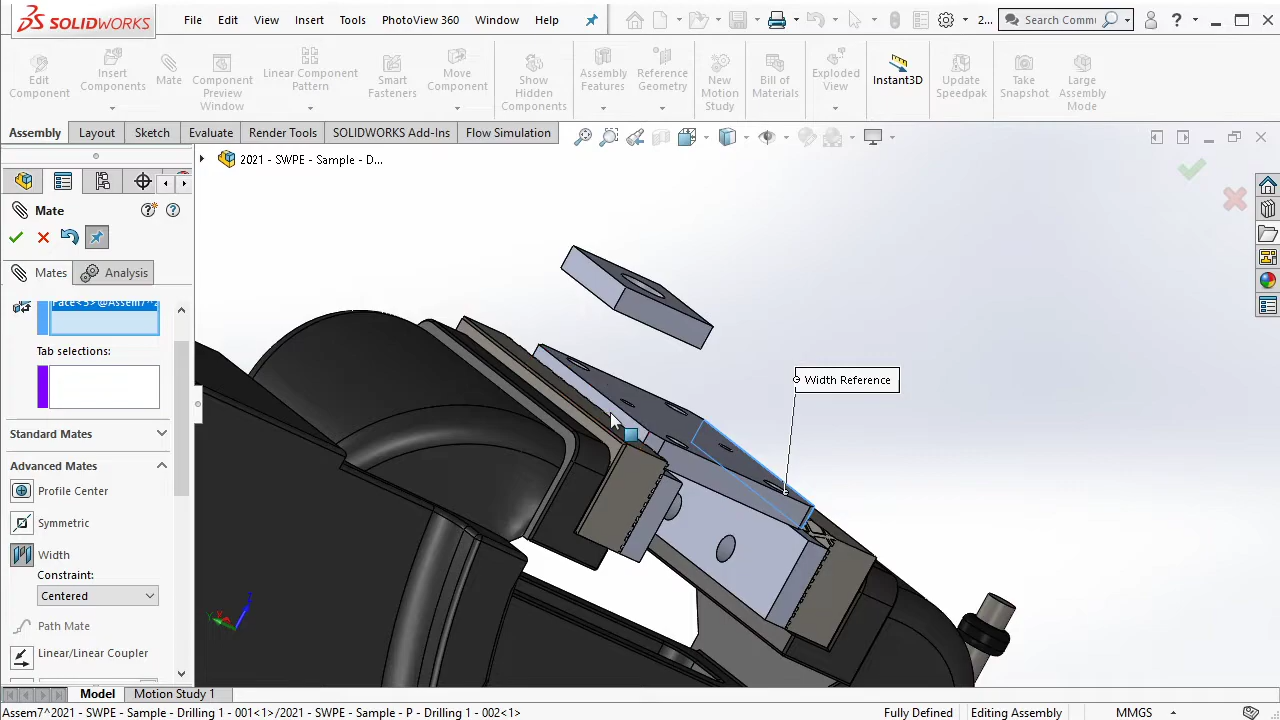 SOLIDWORKS
File Edit View Insert Tools PhotoView 360 Window Help
2...
Search Commu
Edit Component
Insert Components
Mate
Component Preview Window
Linear Component Pattern
Smart Fasteners
Move Component
Show Hidden Components
Assembly Features
Reference Geometry
New Motion Study
Bill of Materials
Exploded View
Instant3D
Update Speedpak
Take Snapshot
Large Assembly Mode
Assembly Layout Sketch Evaluate Render Tools SOLIDWORKS Add-Ins Flow Simulation
2021 - SWPE - Sample - D...
Mate
Mates Analysis
Face<3>@Assem7^2
Tab selections:
Standard Mates
Advanced Mates
Profile Center
Symmetric
Width
Constraint:
Centered
Path Mate
Linear/Linear Coupler
Width Reference
Model Motion Study 1
Assem7^2021 - SWPE - Sample - Drilling 1 - 001<1>/2021 - SWPE - Sample - P - Drilling 1 - 002<1>
Fully Defined
Editing Assembly
MMGS